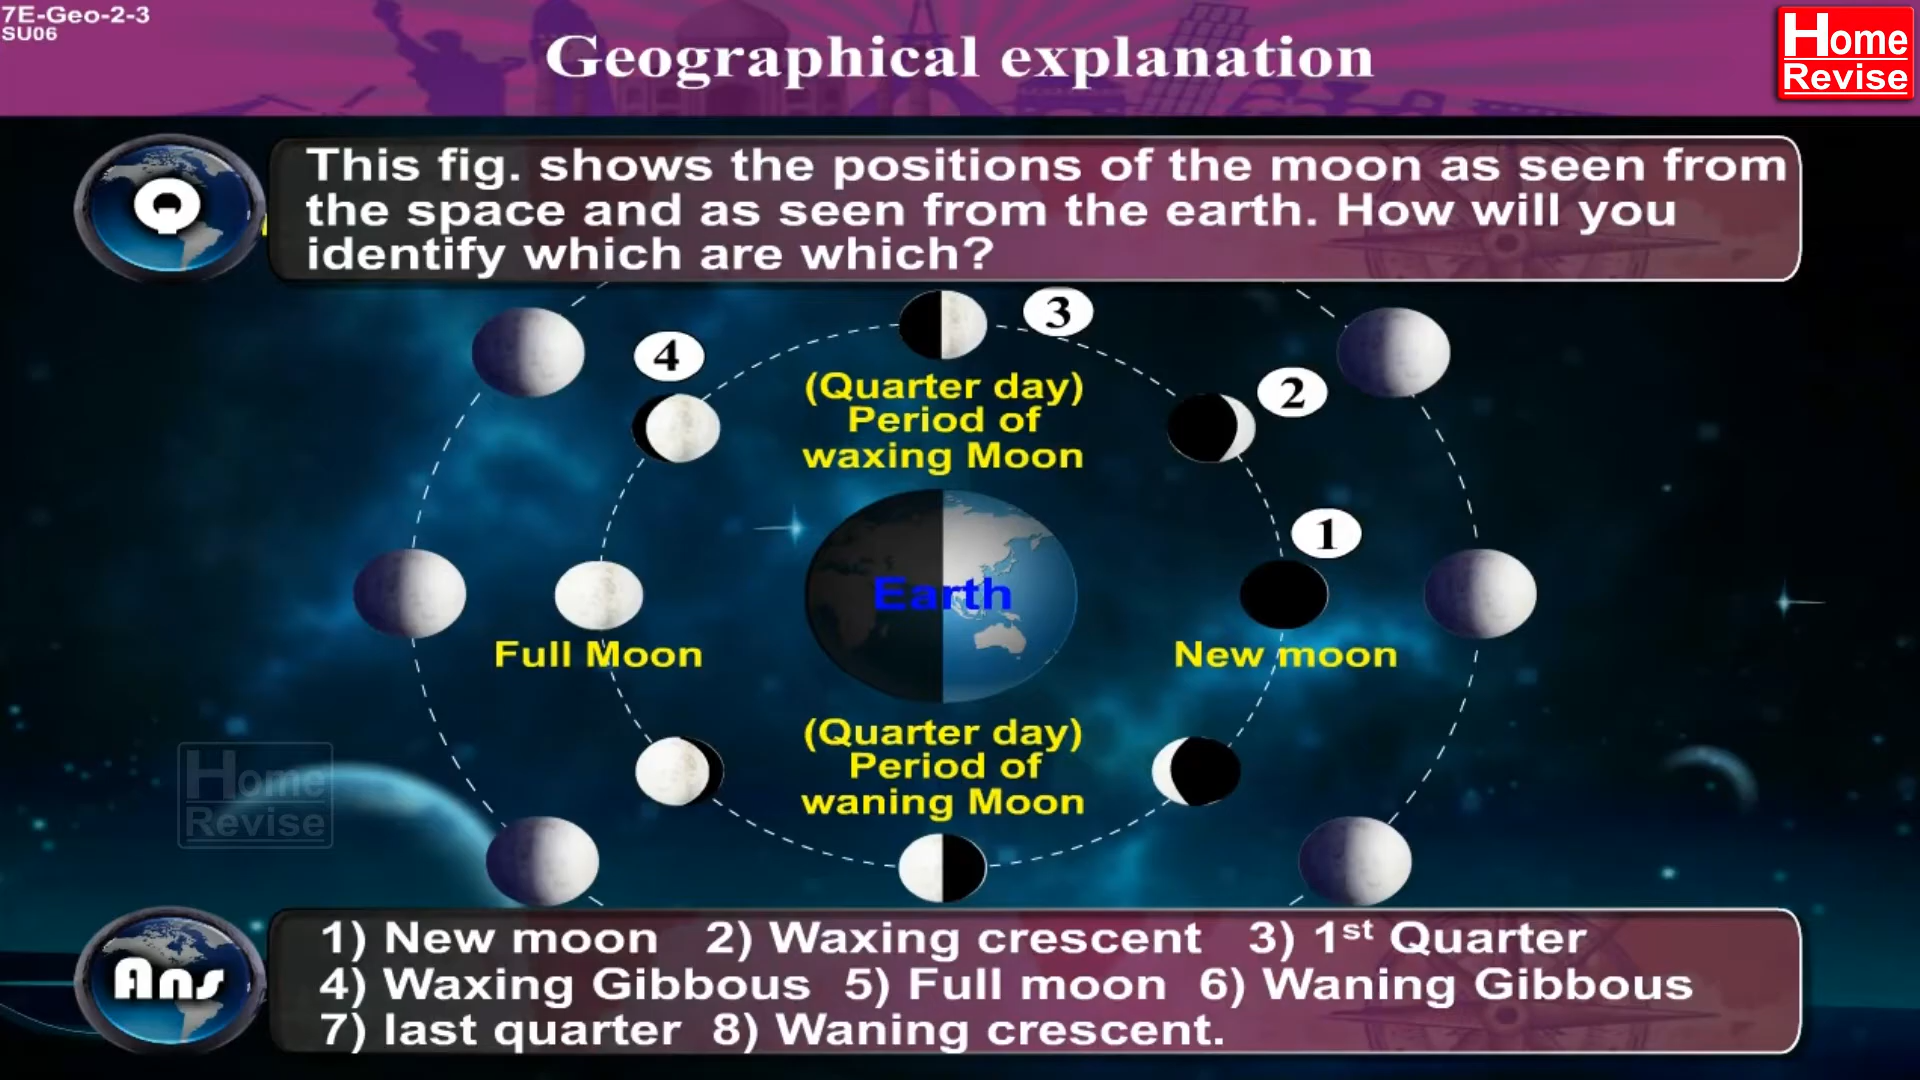 7E-Geo-2-3
SU06
Geographical explanation
Home
Revise
Q
This fig. shows the positions of the moon as seen from
the space and as seen from the earth. How will you
identify which are which?
3
4
(Quarter day)
Period of
waxing Moon
2
1
Earth
Full Moon
New moon
(Quarter day)
Period of
waning Moon
Home
Revise
Ans
1) New moon 2) Waxing crescent 3) 1st Quarter
4) Waxing Gibbous 5) Full moon 6) Waning Gibbous
7) last quarter 8) Waning crescent.